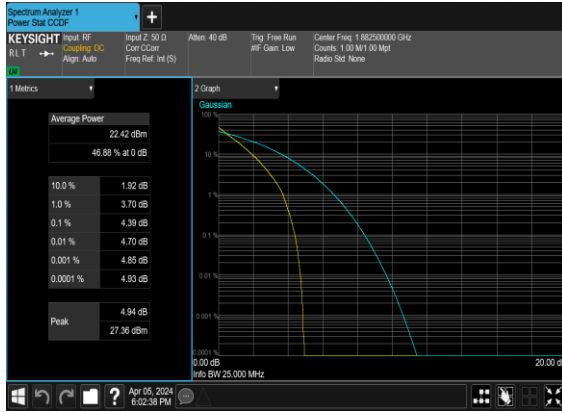 Spectrum Analyzer 1
Power Stat CCDF
KEYSIGHT
RLT
LU
Input: RF
Coupling: DC
Align: Auto
Input Z: 50 Ω
Corr CCorr
Freq Ref: Int (S)
Atten: 40 dB
Trig: Free Run
#IF Gain: Low
Center Freq: 1.882500000 GHz
Counts: 1.00 M/1.00 Mpt
Radio Std: None
1 Metrics
Average Power
22.42 dBm
46.88 % at 0 dB
10.0 % 1.92 dB
1.0 % 3.70 dB
0.1 % 4.39 dB
0.01 % 4.70 dB
0.001 % 4.85 dB
0.0001 % 4.93 dB
Peak
4.94 dB
27.36 dBm
2 Graph
Gaussian
100 %
10 %
1 %
0.1 %
0.01 %
0.001 %
0.0001 %
0.00 dB
20.00 d
Info BW 25.000 MHz
?
Apr 05, 2024
6:02:38 PM